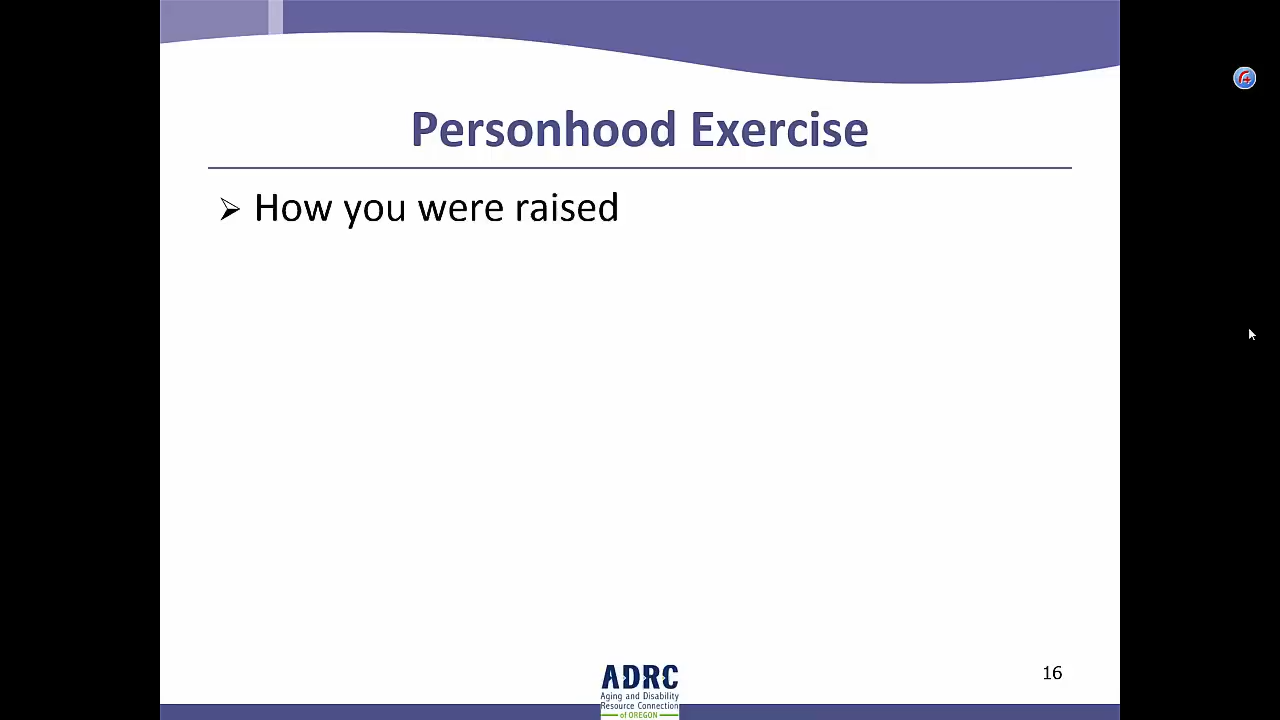 Personhood Exercise
How you were raised
ADRC
Aging and Disability
Resource Connection
of OREGON
16